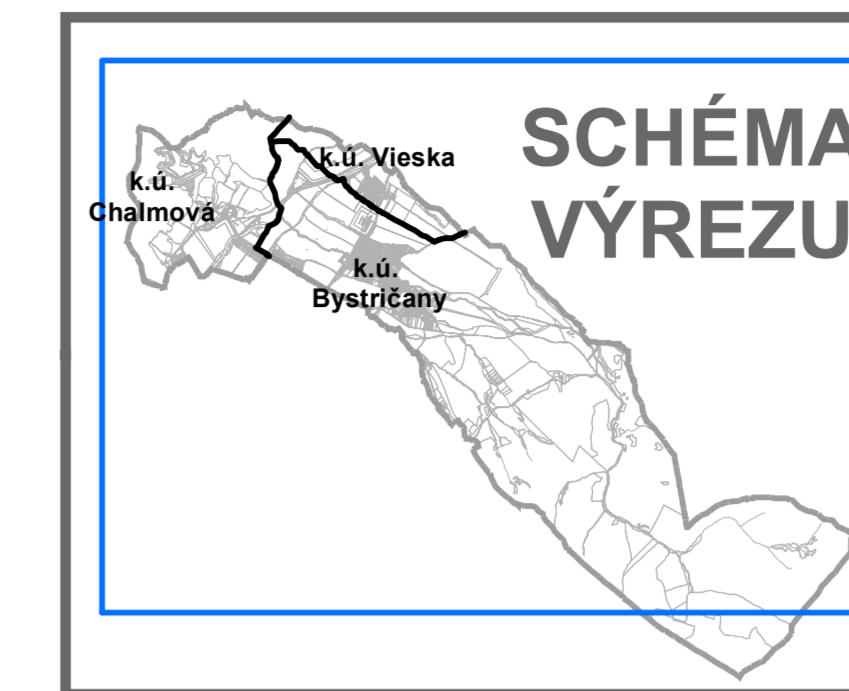 SCHÉMA
VÝREZU
k.ú. Vieska
k.ú.
Chalmová
k.ú.
Bystričany